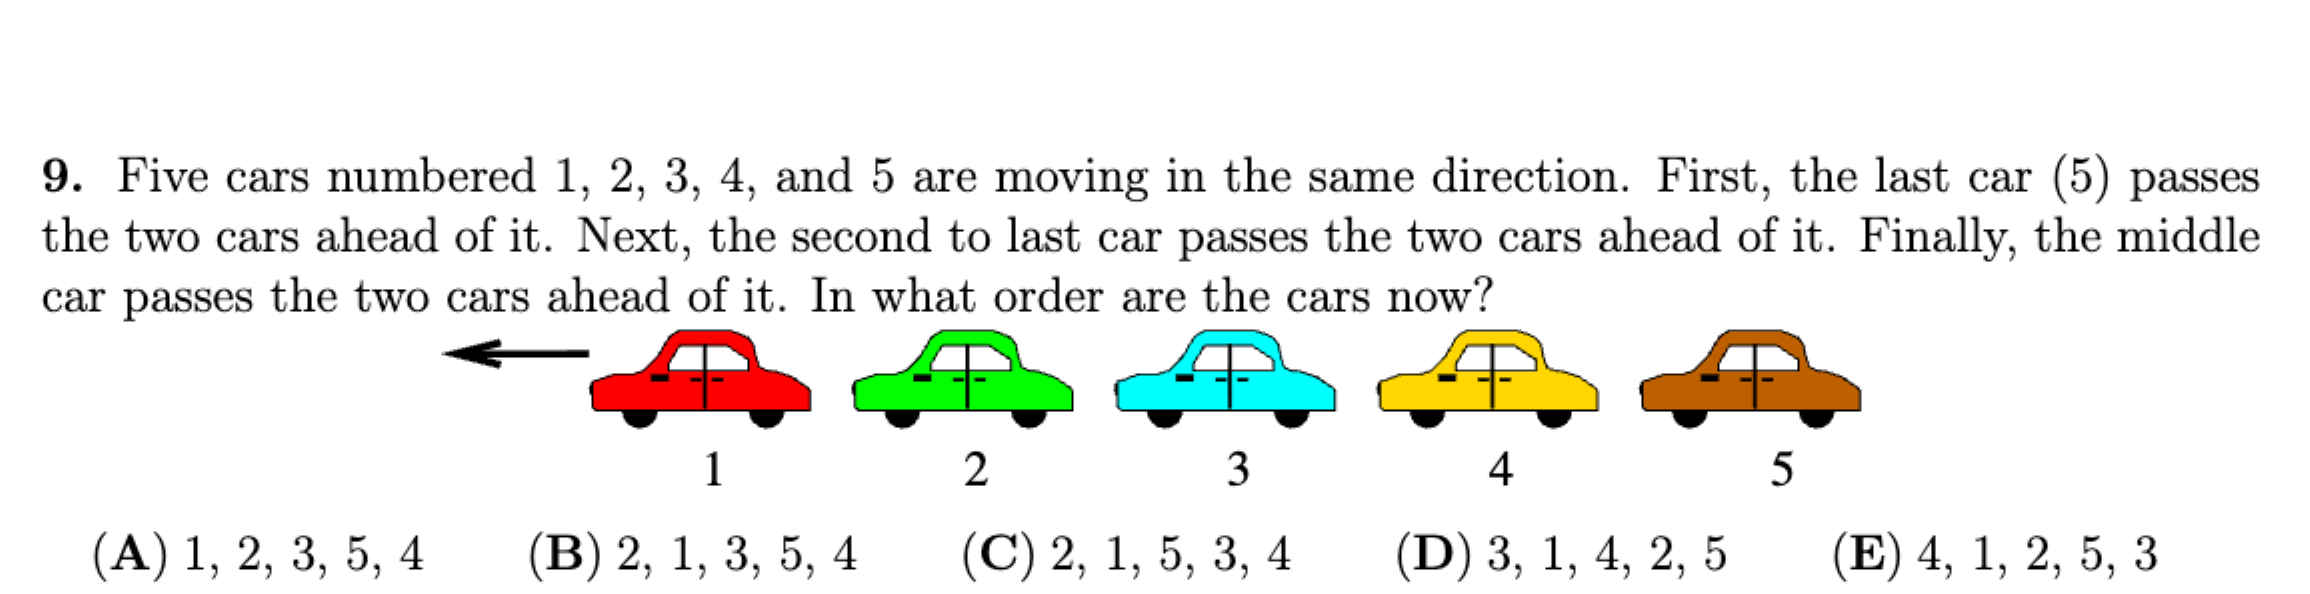 9. Five cars numbered 1, 2, 3, 4, and 5 are moving in the same direction. First, the last car (5) passes
the two cars ahead of it. Next, the second to last car passes the two cars ahead of it. Finally, the middle
car passes the two cars ahead of it. In what order are the cars now?
1 2 3 4 5
(A) 1, 2, 3, 5, 4 (B) 2, 1, 3, 5, 4 (C) 2, 1, 5, 3, 4 (D) 3, 1, 4, 2, 5 (E) 4, 1, 2, 5, 3